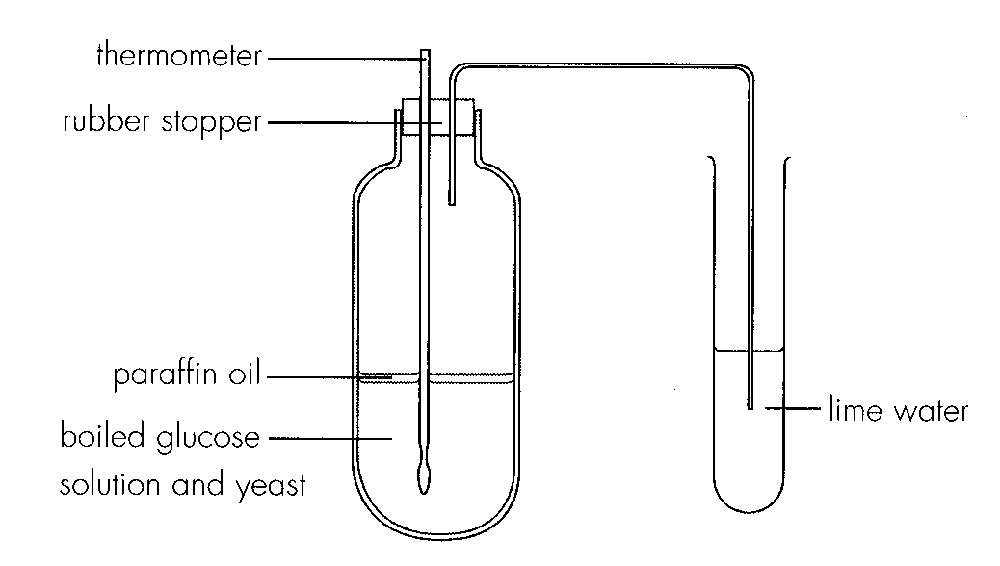 thermometer
rubber stopper
paraffin oil
boiled glucose
solution and yeast
lime water